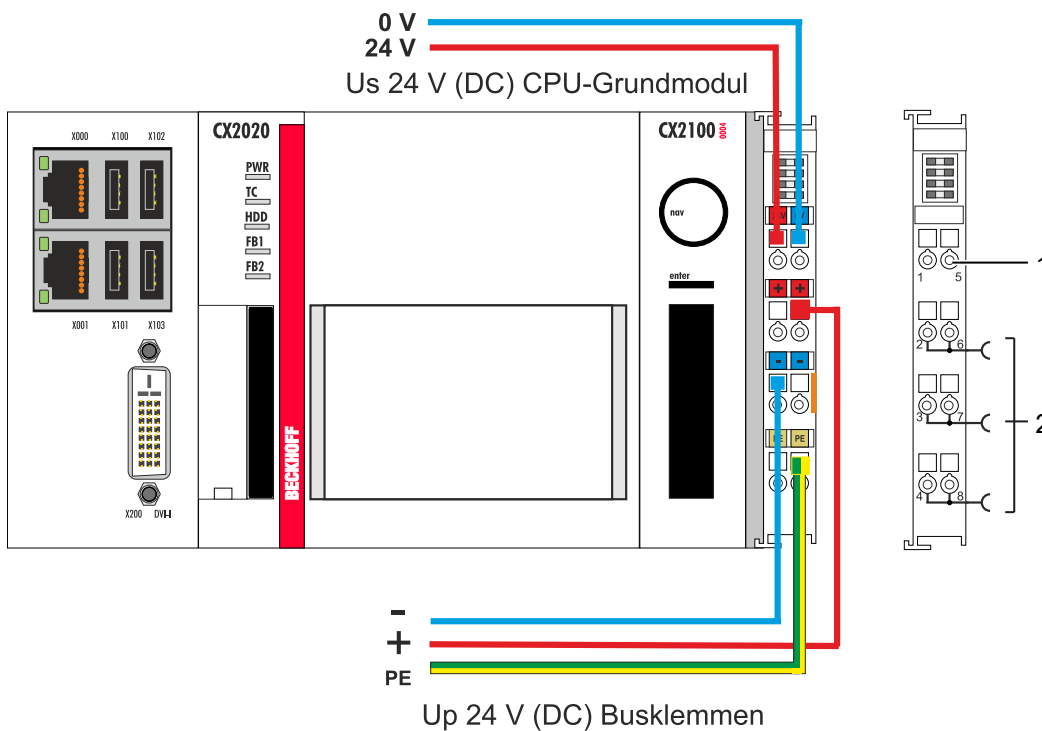 0 V
24 V
Us 24 V (DC) CPU-Grundmodul
X000 X100 X102
CX2020
CX2100 0004
PWR
TC
HDD
FB1
FB2
nav
enter
X001 X101 X103
BECKHOFF
X200 DVI-I
+ +
- -
PE PE
1 5 1
2 6
3 7 2
4 8
-
+
PE
Up 24 V (DC) Busklemmen